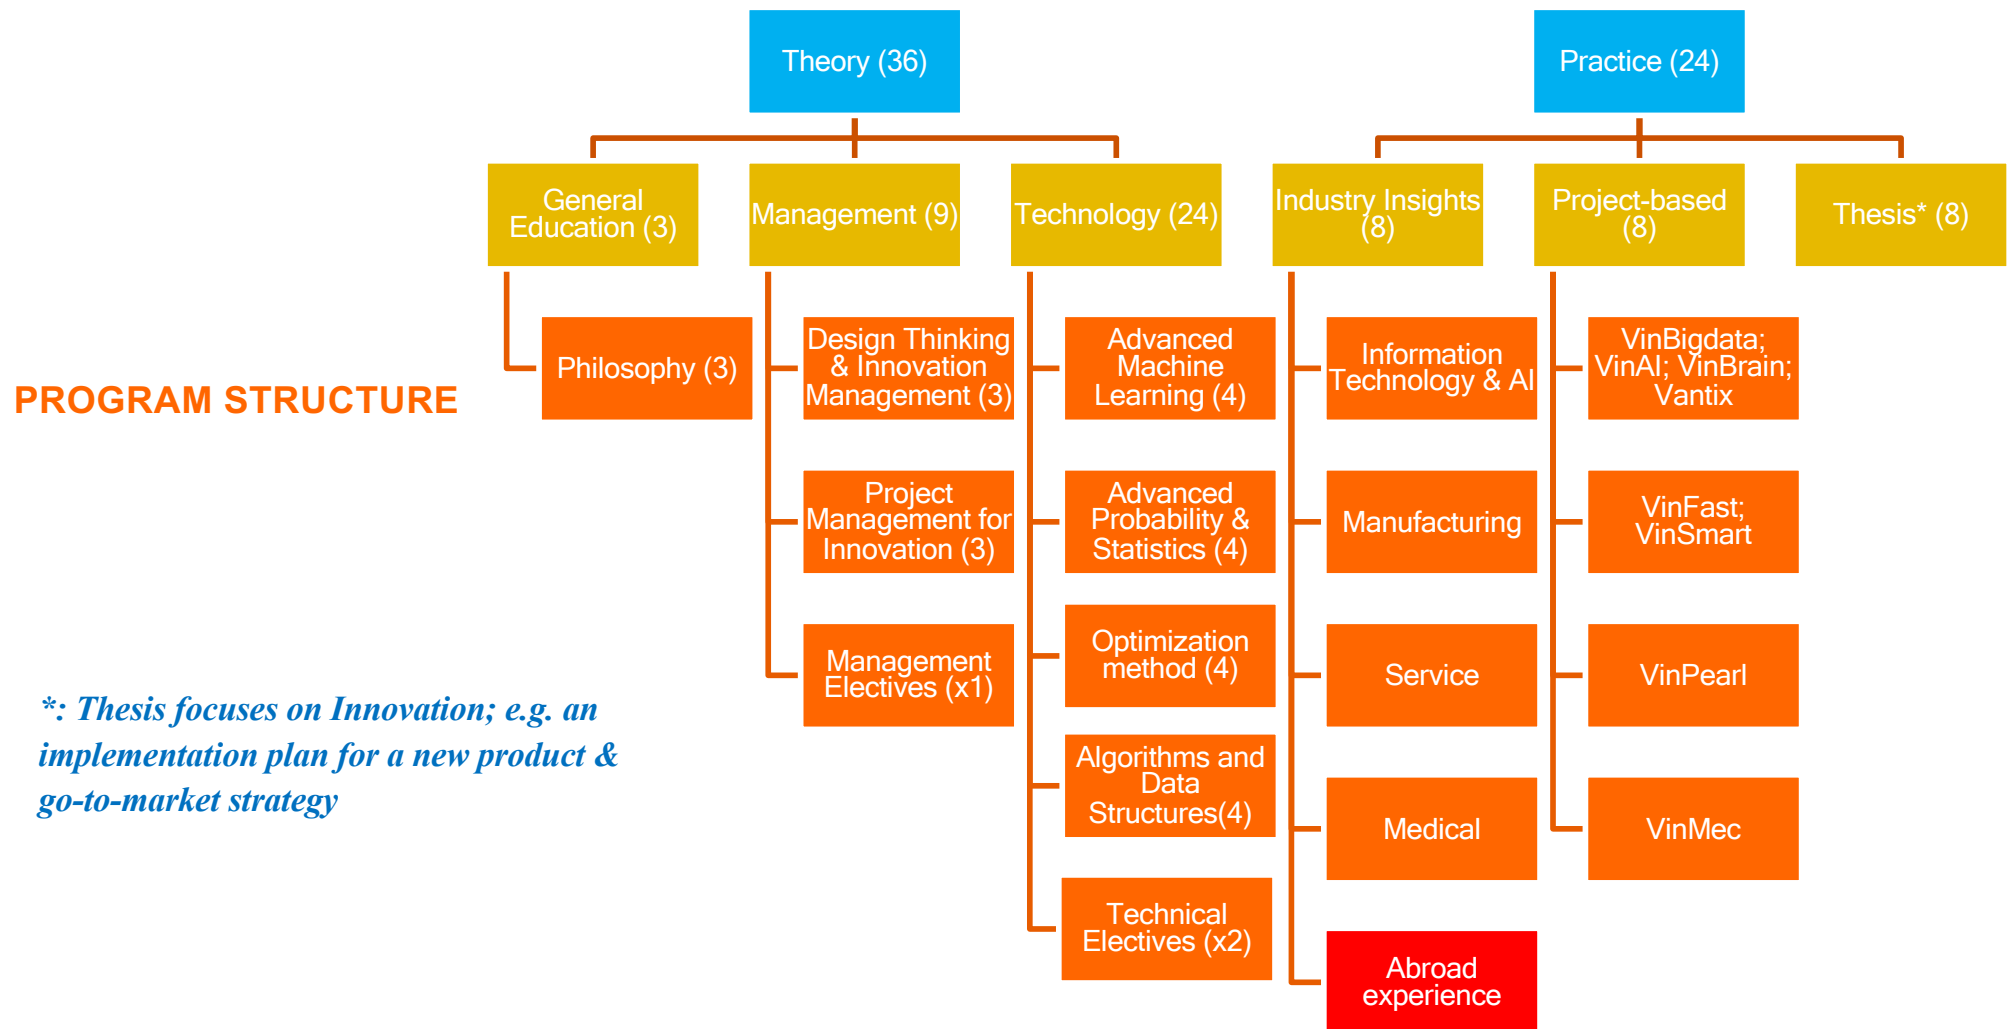 Theory (36)
Practice (24)
General
Education (3)
Management (9)
Technology (24)
Industry Insights
(8)
Project-based
(8)
Thesis* (8)
PROGRAM STRUCTURE
Philosophy (3)
Design Thinking
& Innovation
Management (3)
Project
Management for
Innovation (3)
Management
Electives (x1)
Advanced
Machine
Learning (4)
Advanced
Probability &
Statistics (4)
Optimization
method (4)
Algorithms and
Data
Structures(4)
Technical
Electives (x2)
Information
Technology & AI
Manufacturing
Service
Medical
Abroad
experience
VinBigdata;
VinAI; VinBrain;
Vantix
VinFast;
VinSmart
VinPearl
VinMec
*: Thesis focuses on Innovation; e.g. an
implementation plan for a new product &
go-to-market strategy